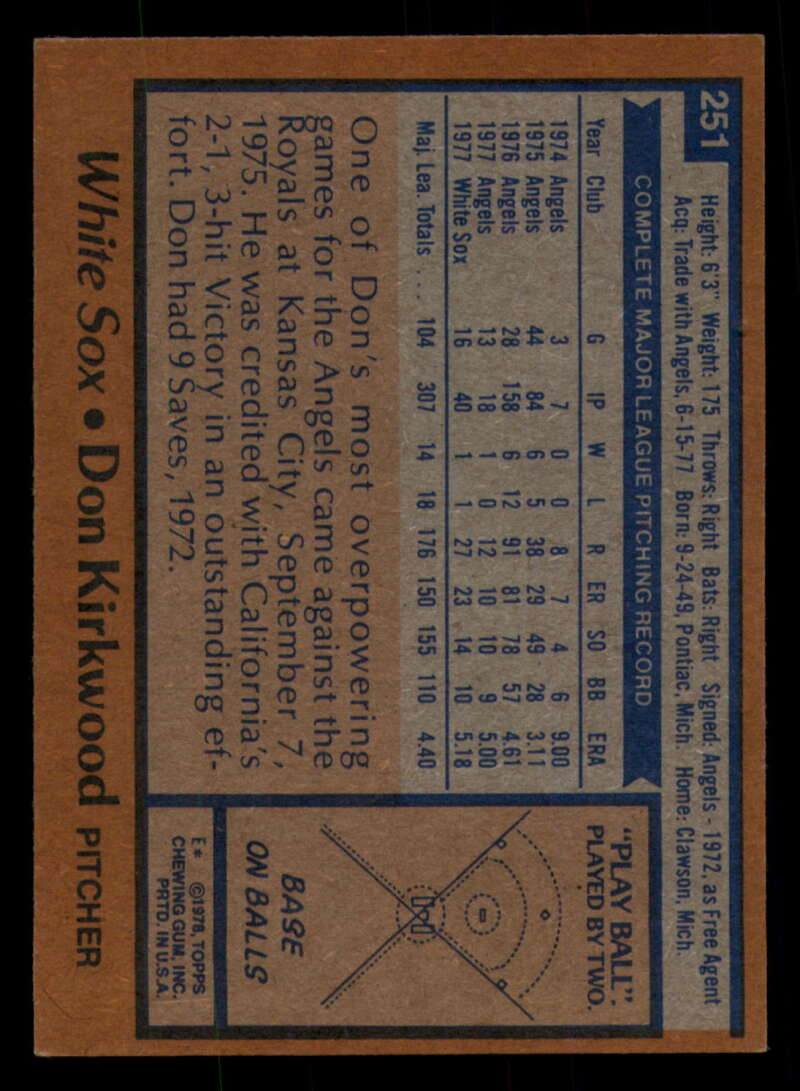 251
Height: 6'3" Weight: 175 Throws: Right Bats: Right Signed: Angels - 1972, as Free Agent
Acq: Trade with Angels, 6-15-77 Born: 9-24-49, Pontiac, Mich. Home: Clawson, Mich.
COMPLETE MAJOR LEAGUE PITCHING RECORD
Year Club G IP W L R ER SO BB ERA
1974 Angels 3 7 0 0 8 7 4 6 9.00
1975 Angels 44 84 6 5 38 29 49 28 3.11
1976 Angels 28 158 6 12 91 81 78 57 4.61
1977 Angels 13 18 1 0 12 10 10 9 5.00
1977 White Sox 16 40 1 1 27 23 14 10 5.18
Maj. Lea. Totals ... 104 307 14 18 176 150 155 110 4.40
One of Don's most overpowering
games for the Angels came against the
Royals at Kansas City, September 7,
1975. He was credited with California's
2-1, 3-hit Victory in an outstanding ef-
fort. Don had 9 Saves, 1972.
"PLAY BALL".
PLAYED BY TWO.
BASE
ON BALLS
E* ©1978, TOPPS
CHEWING GUM, INC.
PRTD. IN U.S.A.
White Sox • Don Kirkwood PITCHER